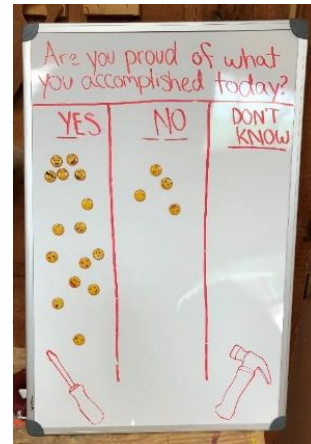 Are you proud of what
you accomplished today?
YES
NO
DON'T
KNOW